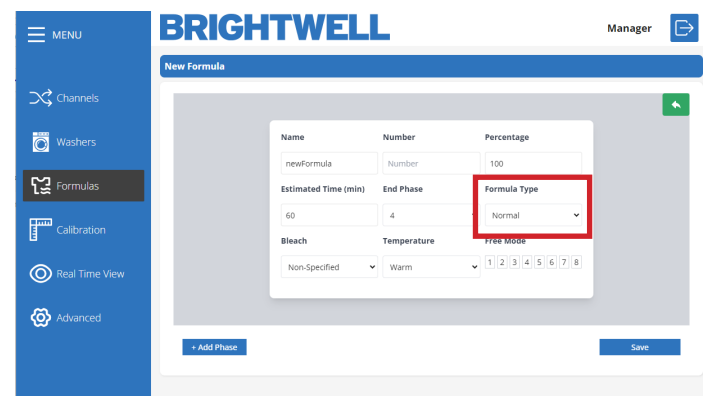 MENU
BRIGHTWELL
Manager
New Formula
Channels
Washers
Formulas
Calibration
Real Time View
Advanced
Name Number Percentage
newFormula Number 100
Estimated Time (min) End Phase Formula Type
60 4 Normal
Bleach Temperature Free Mode
Non-Specified Warm 1 2 3 4 5 6 7 8
+ Add Phase Save